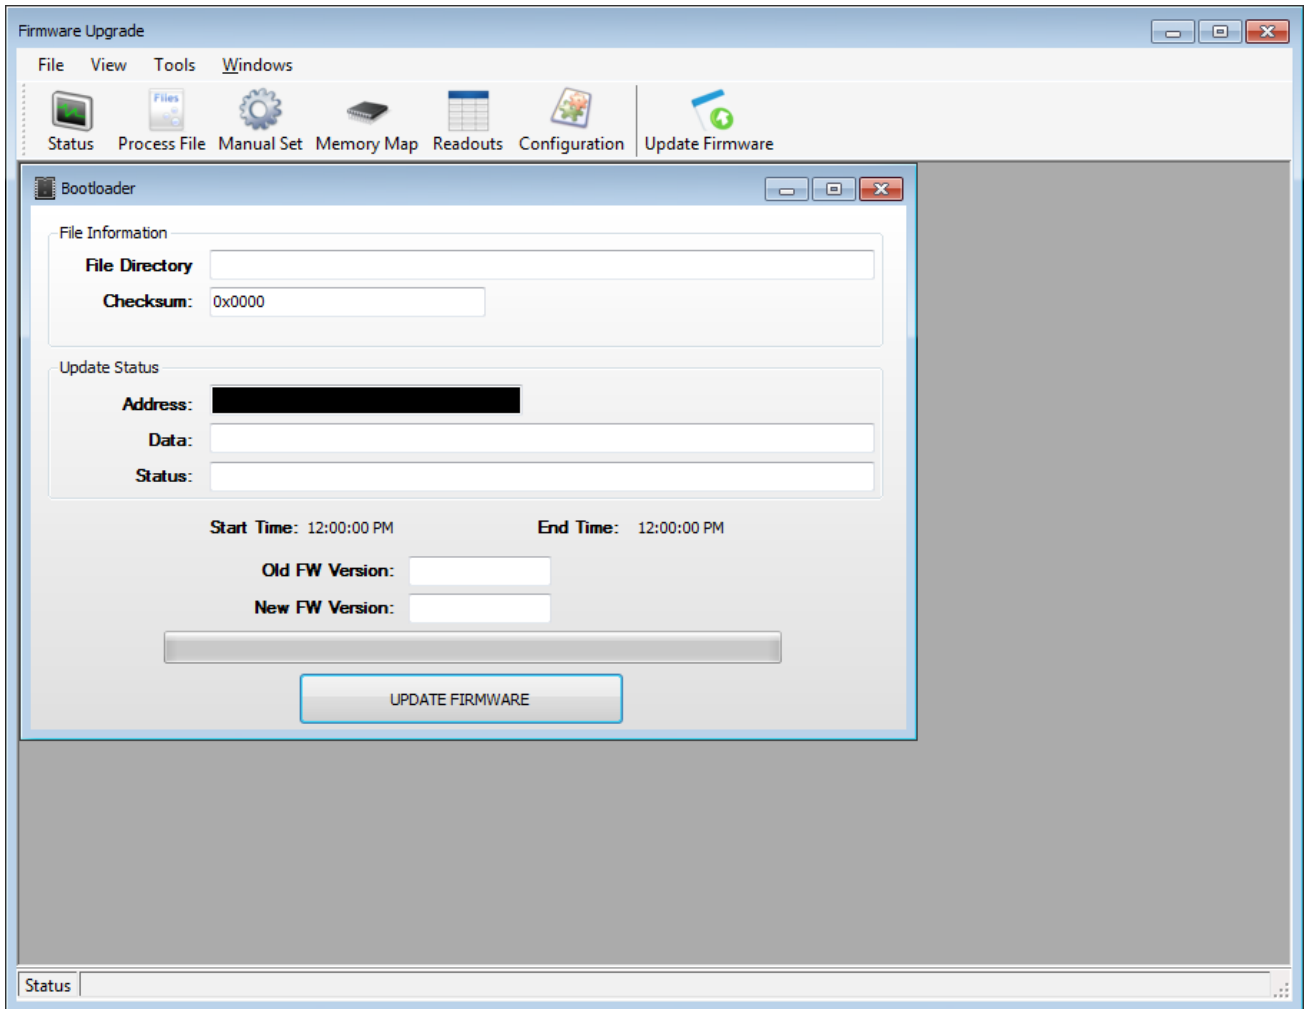 Firmware Upgrade
File View Tools Windows
Files
Status Process File Manual Set Memory Map Readouts Configuration Update Firmware
Bootloader
File Information
File Directory
Checksum: 0x0000
Update Status
Address:
Data:
Status:
Start Time: 12:00:00 PM End Time: 12:00:00 PM
Old FW Version:
New FW Version:
UPDATE FIRMWARE
Status